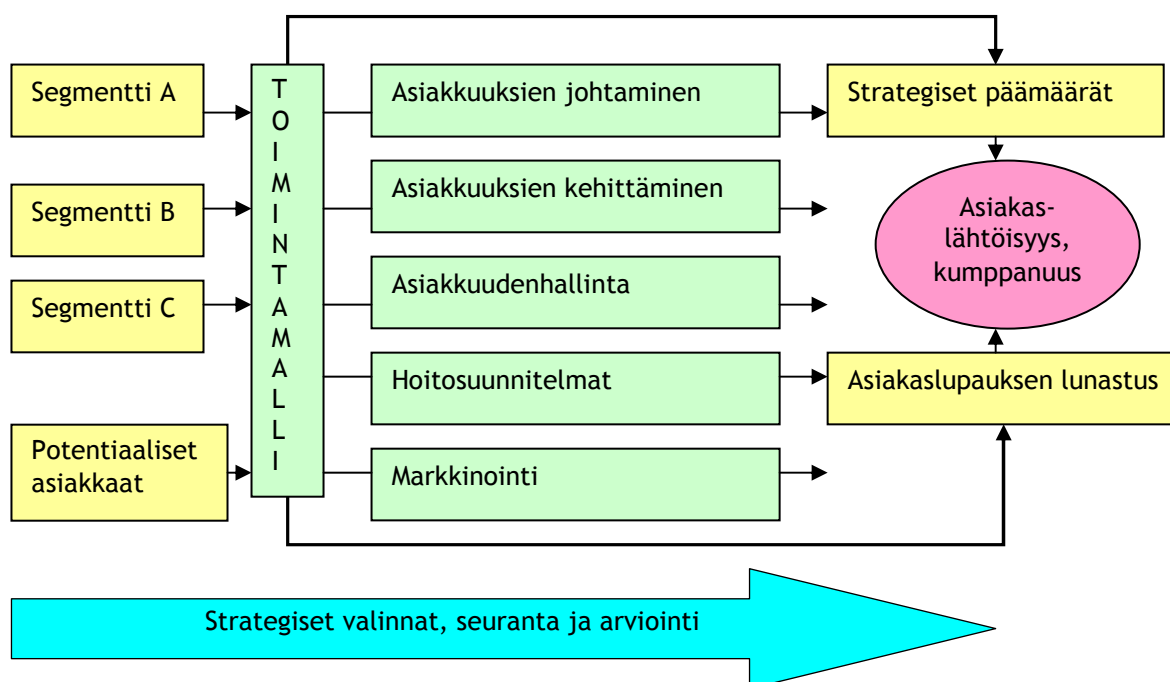 Segmentti A
Segmentti B
Segmentti C
Potentiaaliset
asiakkaat
T
O
I
M
I
N
T
A
M
A
L
L
I
Asiakkuuksien johtaminen
Asiakkuuksien kehittäminen
Asiakkuudenhallinta
Hoitosuunnitelmat
Markkinointi
Strategiset päämäärät
Asiakas-
lähtöisyys,
kumppanuus
Asiakaslupauksen lunastus
Strategiset valinnat, seuranta ja arviointi